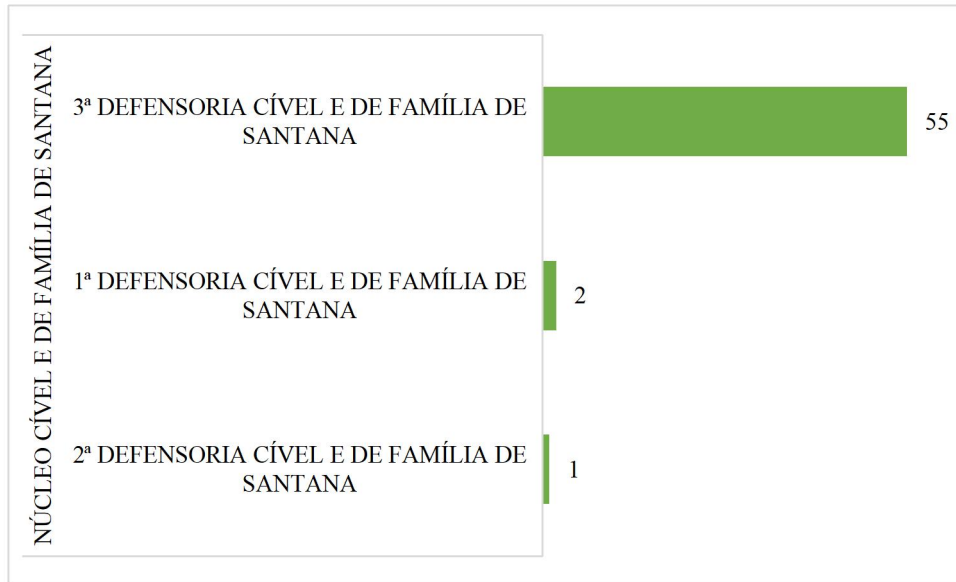 NÚCLEO CÍVEL E DE FAMÍLIA DE SANTANA
3ª DEFENSORIA CÍVEL E DE FAMÍLIA DE
SANTANA
55
1ª DEFENSORIA CÍVEL E DE FAMÍLIA DE
SANTANA
2
2ª DEFENSORIA CÍVEL E DE FAMÍLIA DE
SANTANA
1